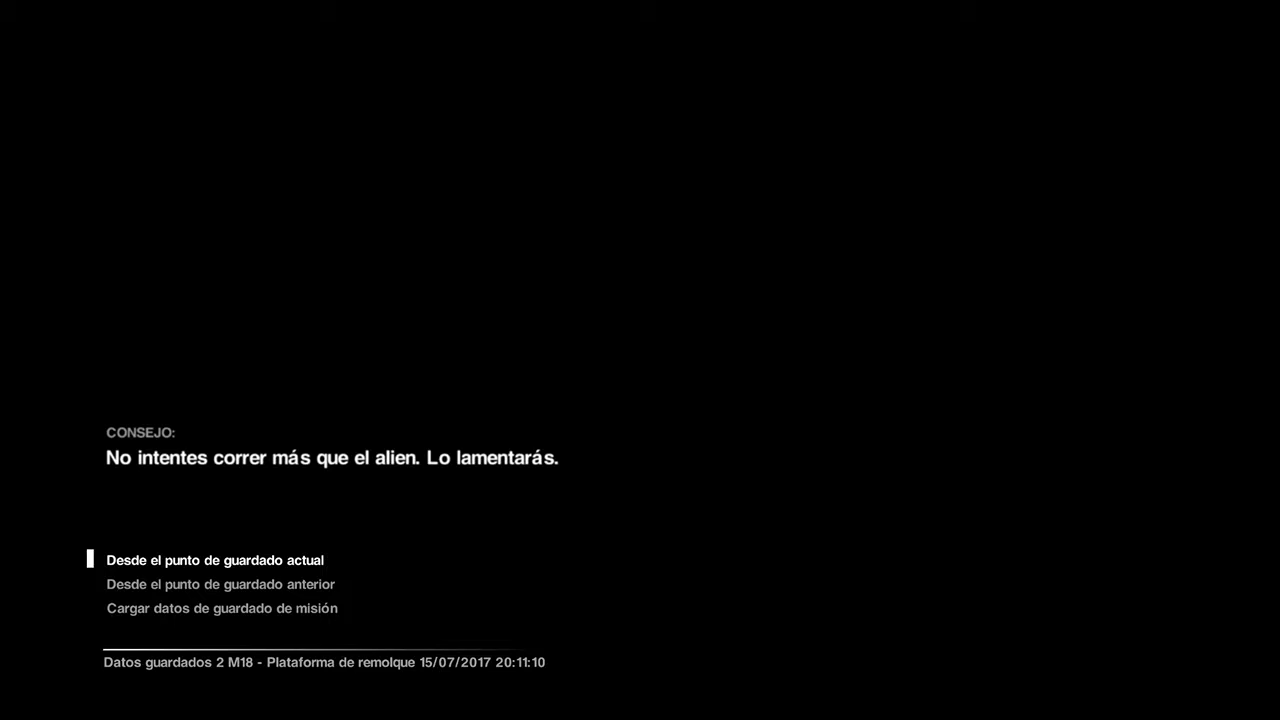 CONSEJO:
No intentes correr más que el alien. Lo lamentarás.
Desde el punto de guardado actual
Desde el punto de guardado anterior
Cargar datos de guardado de misión
Datos guardados 2 M18 - Plataforma de remolque 15/07/2017 20:11:10